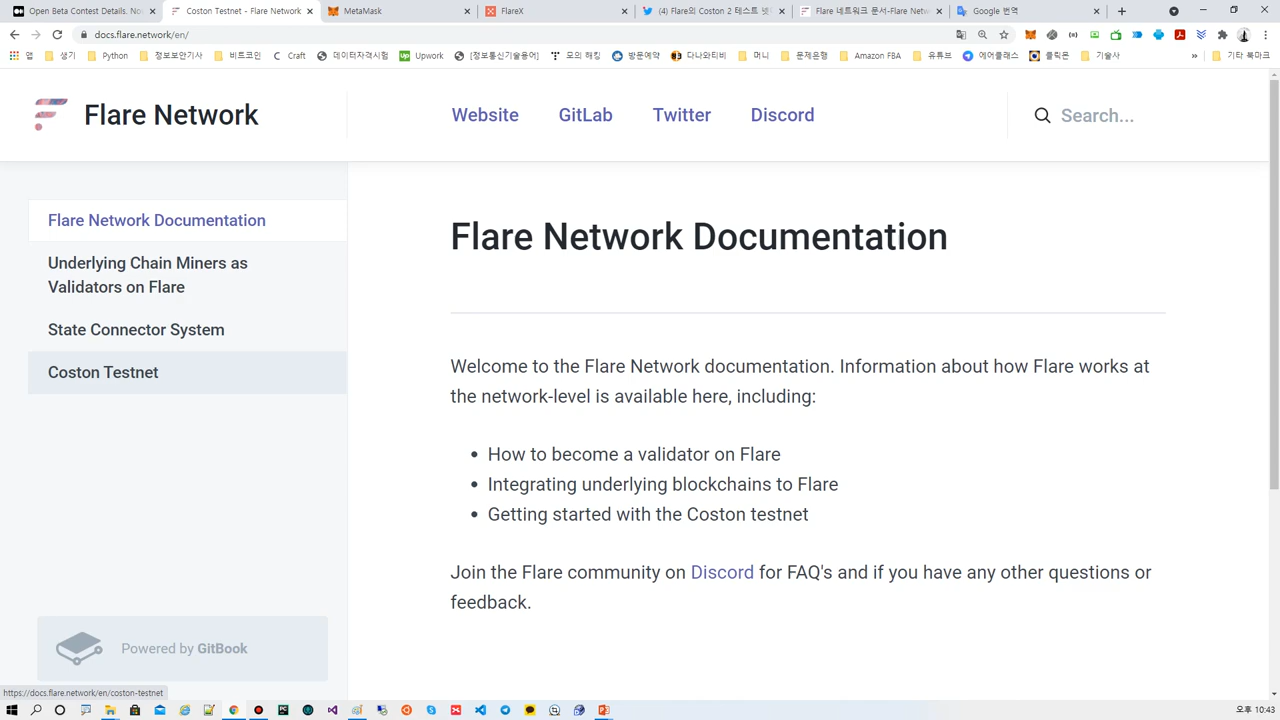 Open Beta Contest Details. No
Coston Testnet - Flare Network
MetaMask
FlareX
(4) Flare의 Coston 2 테스트 넷
Flare 네트워크 문서-Flare Netw
Google 번역
docs.flare.network/en/
앱
생기
Python
정보보안기사
비트코인
Craft
데이터자격시험
Upwork
[정보통신기술용어]
모의 해킹
방문예약
다나와티비
머니
문제은행
Amazon FBA
유튜브
에어클래스
클릭몬
기술사
»
기타 북마크
Flare Network
Website
GitLab
Twitter
Discord
Search...
Flare Network Documentation
Underlying Chain Miners as
Validators on Flare
State Connector System
Coston Testnet
Flare Network Documentation
Welcome to the Flare Network documentation. Information about how Flare works at
the network-level is available here, including:
• How to become a validator on Flare
• Integrating underlying blockchains to Flare
• Getting started with the Coston testnet
Join the Flare community on Discord for FAQ's and if you have any other questions or
feedback.
Powered by GitBook
https://docs.flare.network/en/coston-testnet
오후 10:43